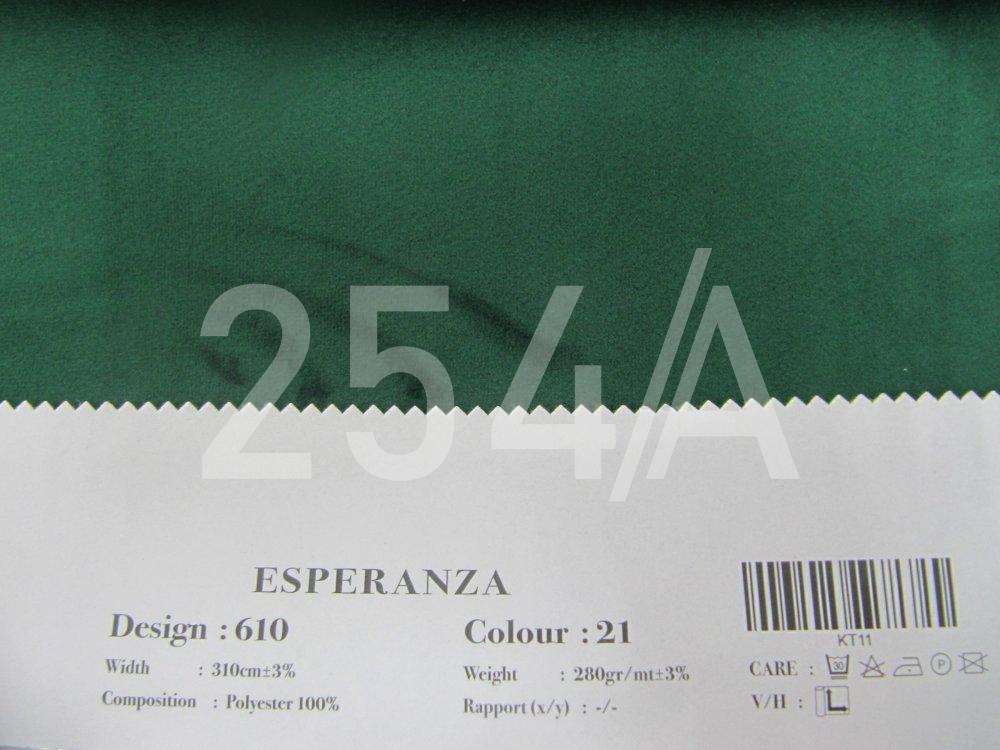 254/A
ESPERANZA
Design : 610
Colour : 21
Width : 310cm±3%
Weight : 280gr/mt±3%
Composition : Polyester 100%
Rapport (x/y) : -/-
KT11
CARE : 30 P
V/H :